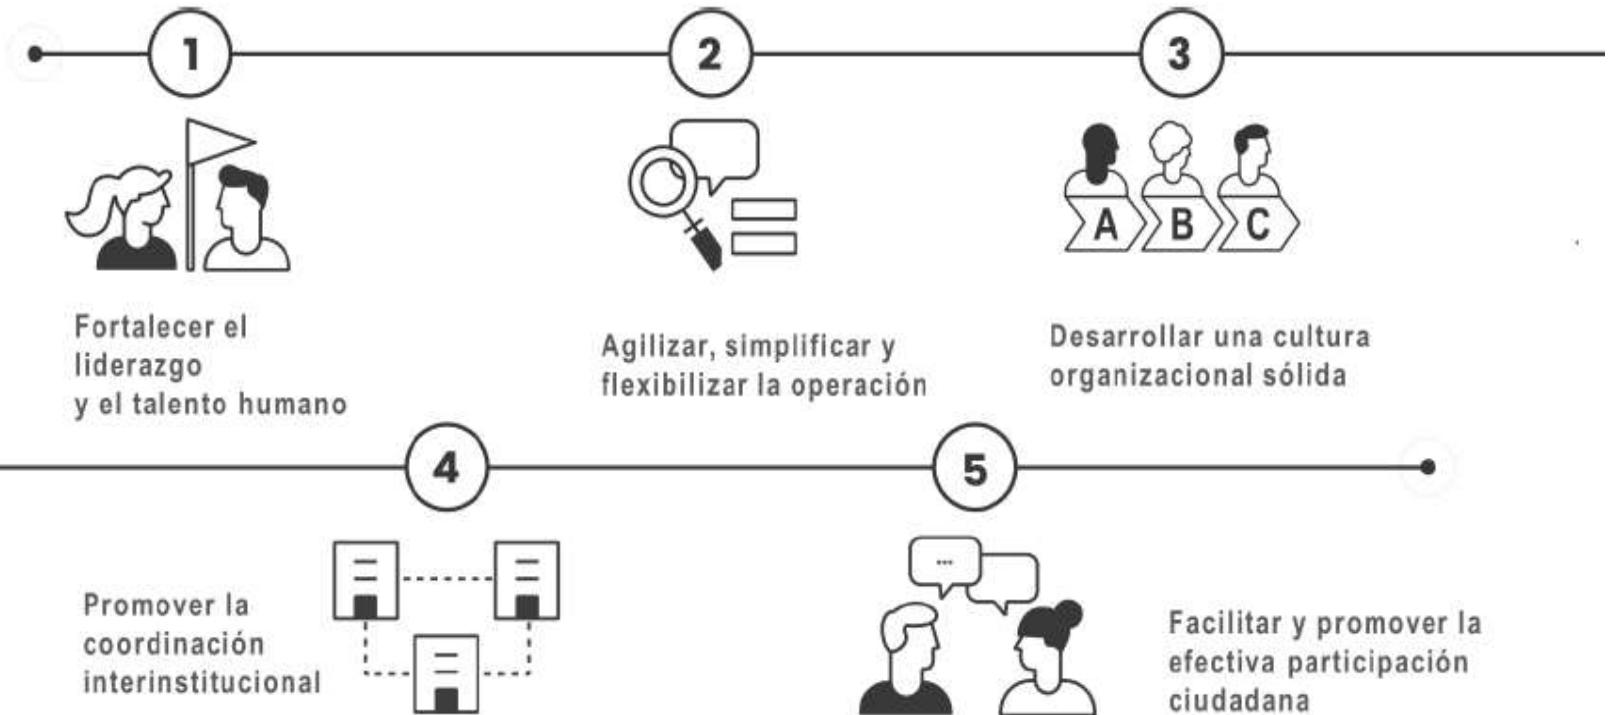 1
2
3
A
B
C
Fortalecer el
liderazgo
y el talento humano
Agilizar, simplificar y
flexibilizar la operación
Desarrollar una cultura
organizacional sólida
4
5
Promover la
coordinación
interinstitucional
...
Facilitar y promover la
efectiva participación
ciudadana